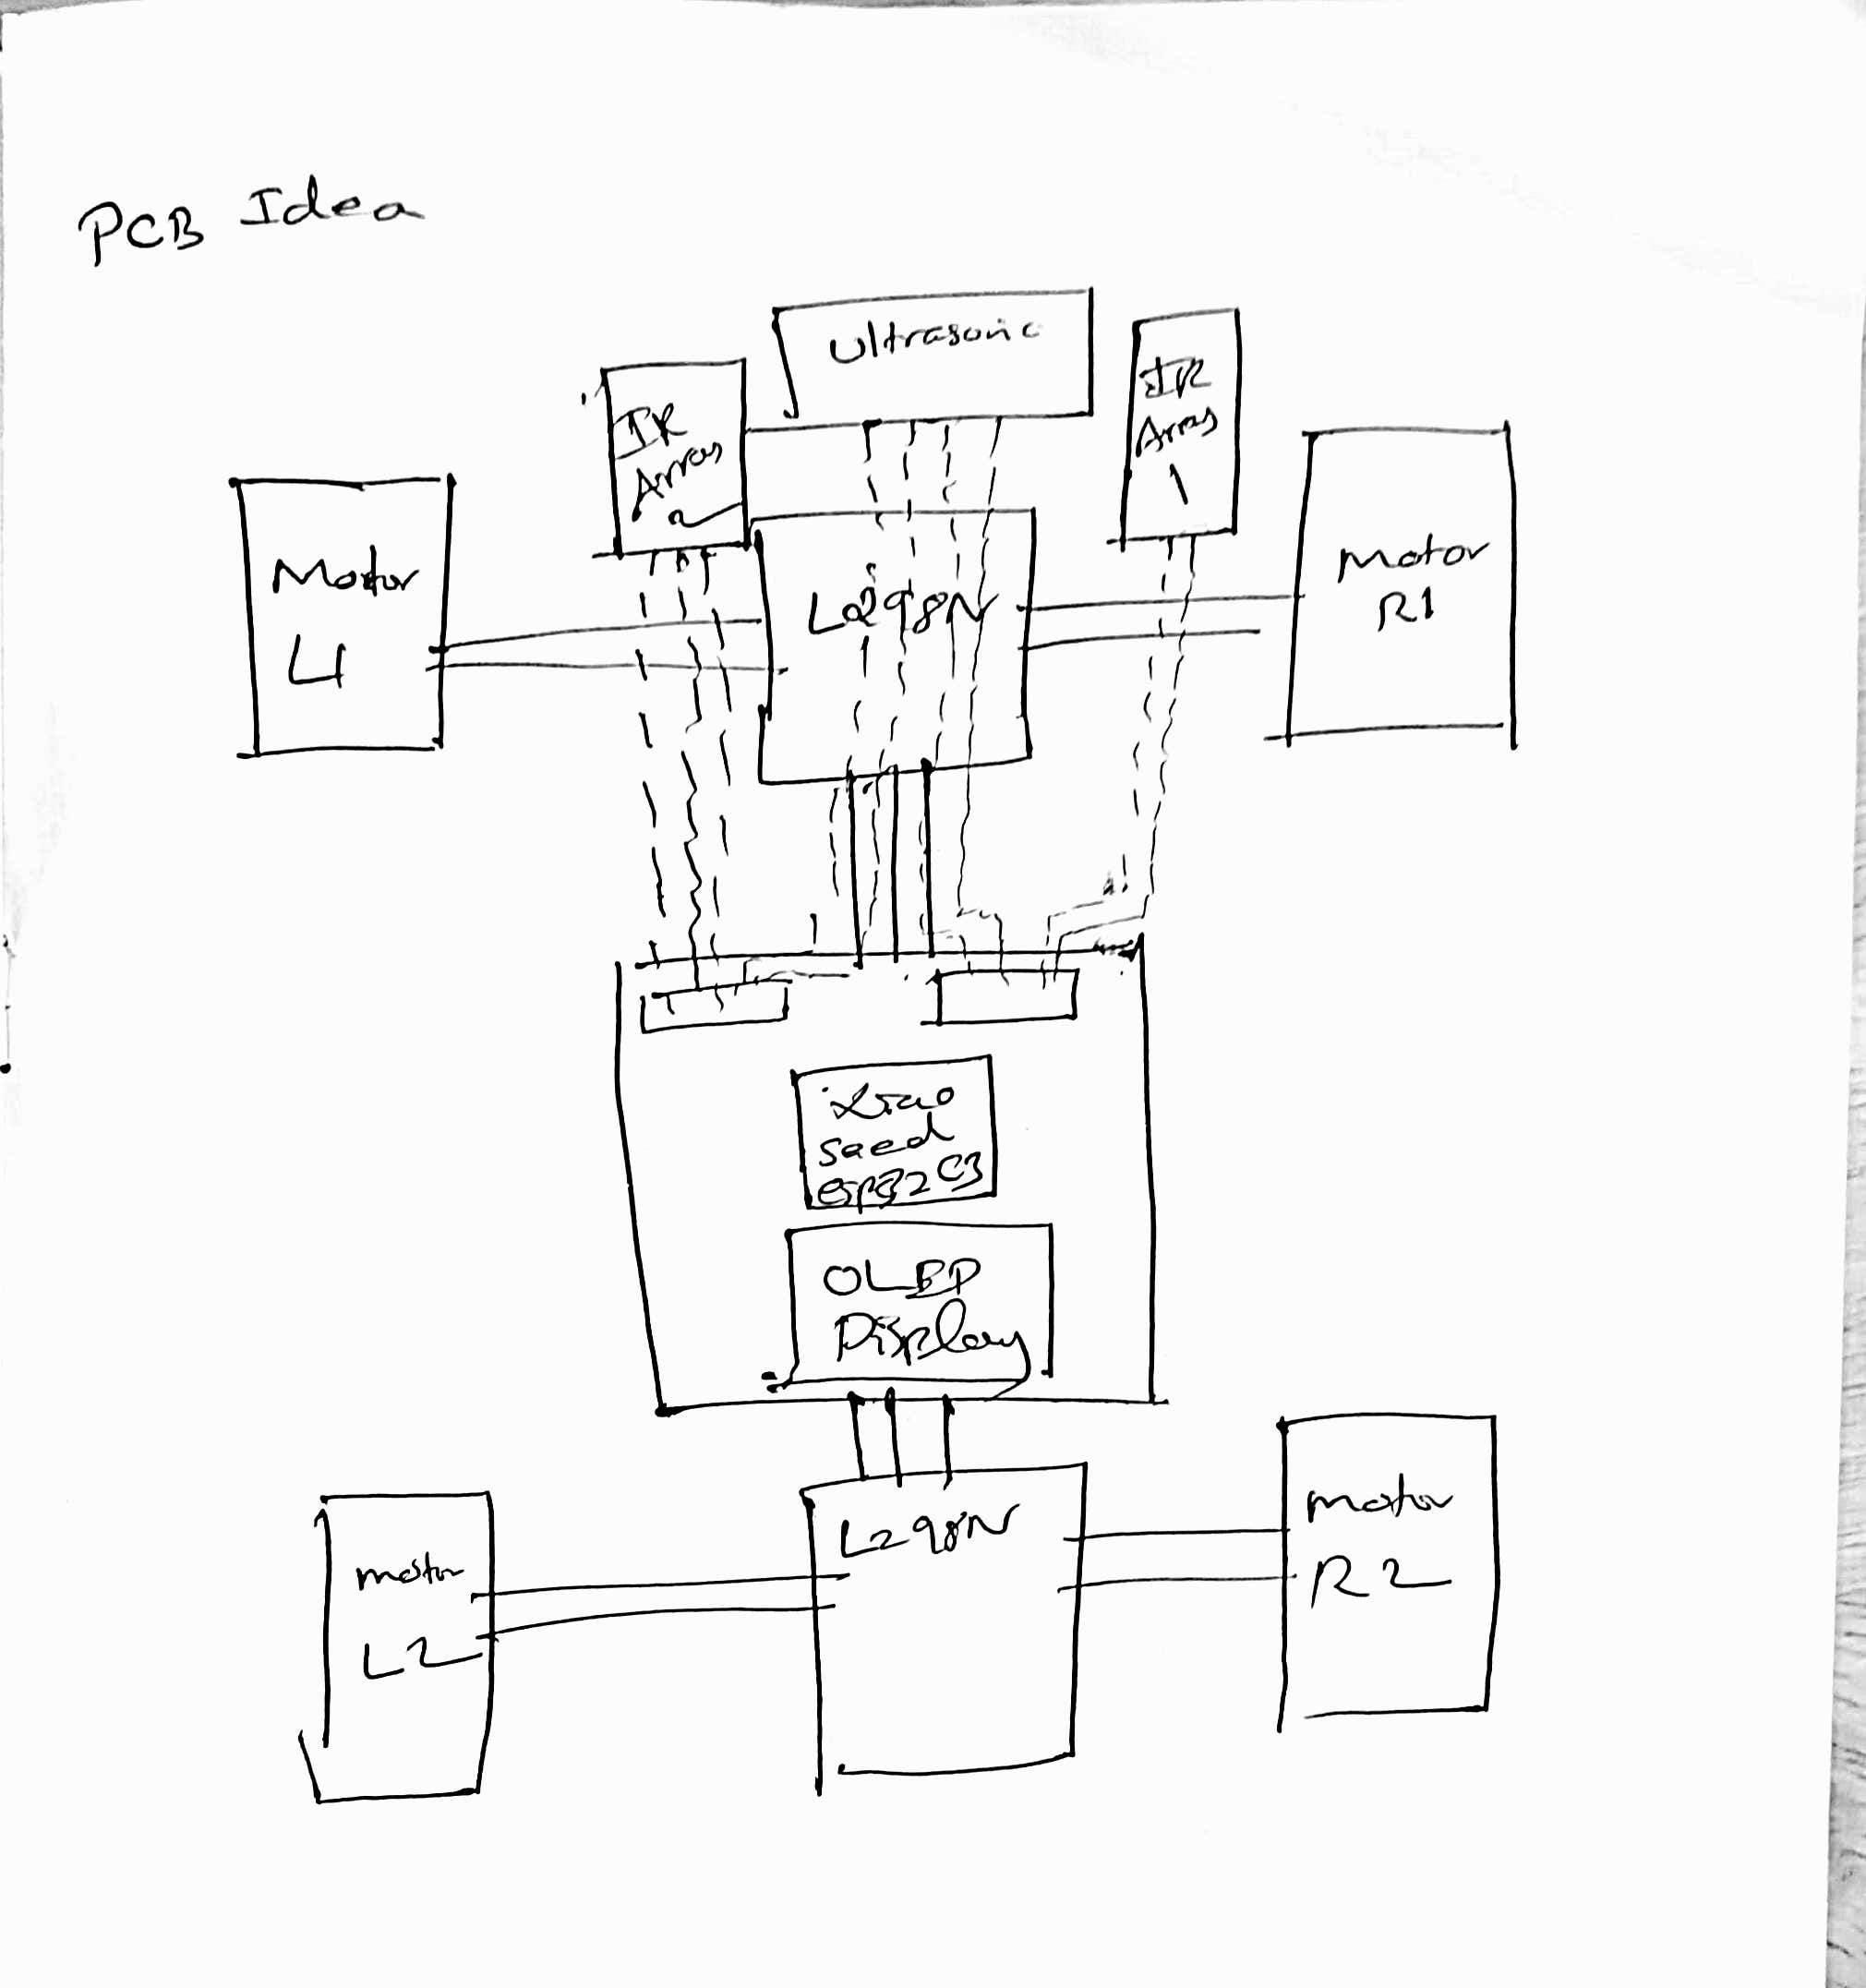 PCB Idea
Ultrasonic
IR
Array
2
IR
Array
1
Motor
L1
L298N
Motor
R1
Xiao
Saed
esp32 C3
OLED
Display
L298N
motor
L2
motor
R2